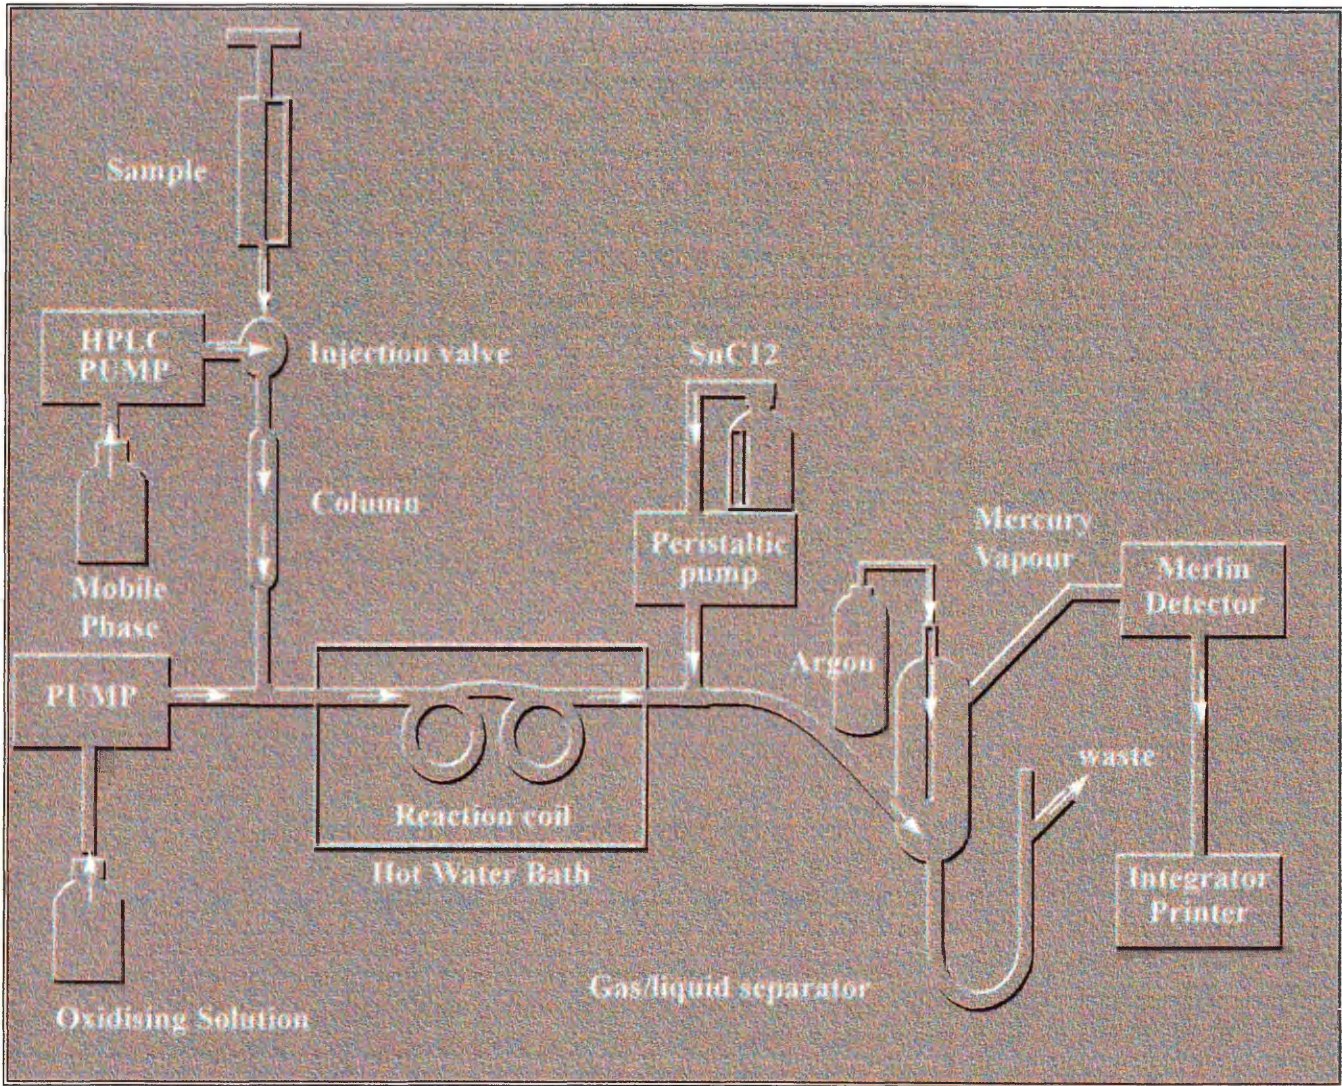 Sample
HPLC
PUMP
Injection valve
SnCl2
Column
Mobile
Phase
Peristaltic
pump
Mercury
Vapour
Merlin
Detector
Argon
PUMP
Reaction coil
Hot Water Bath
waste
Integrator
Printer
Gas/liquid separator
Oxidising Solution